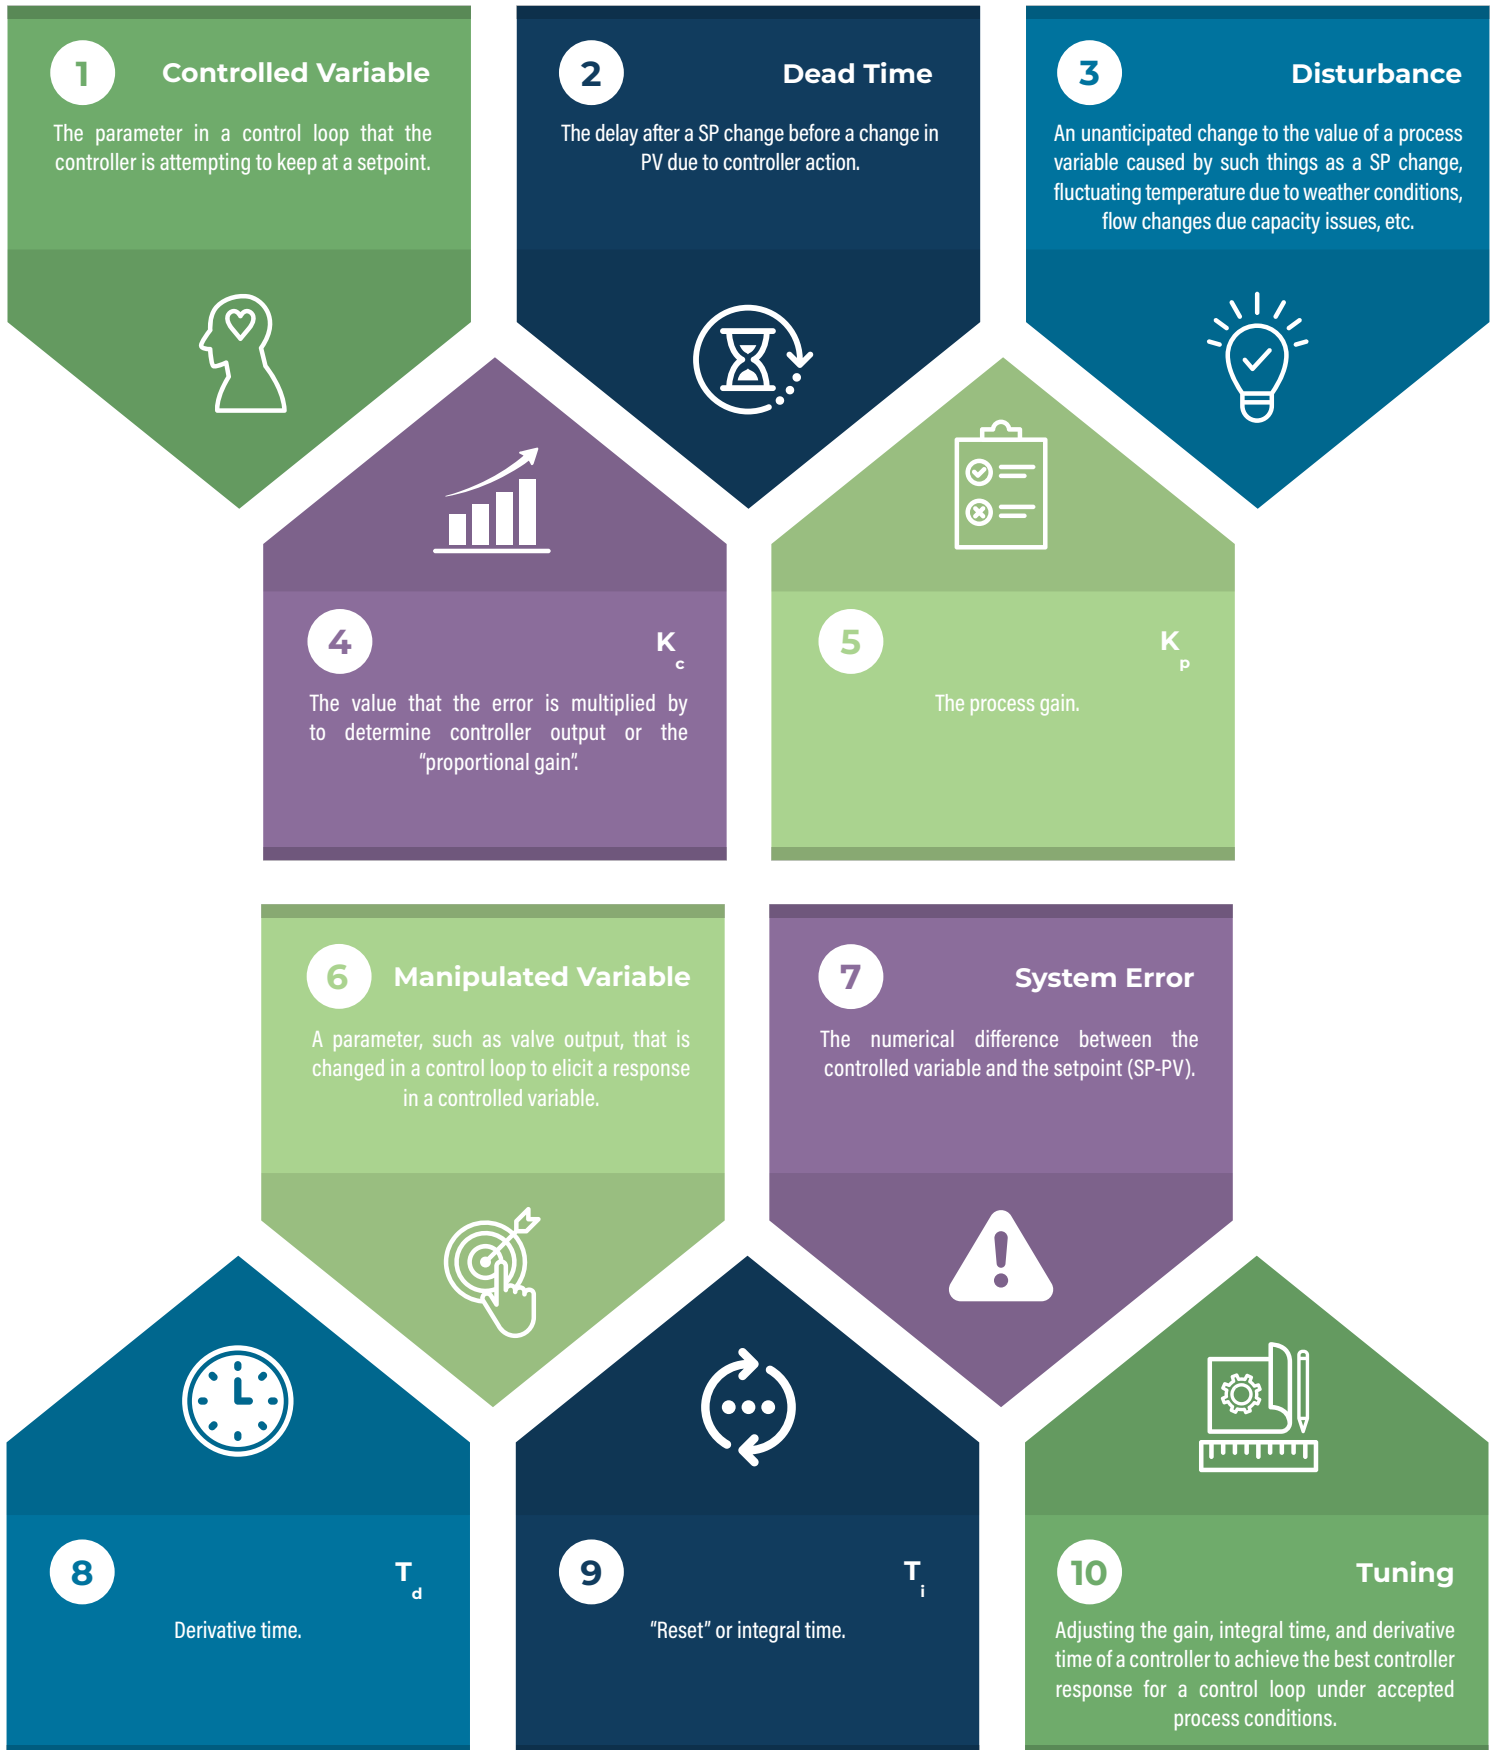 1
Controlled Variable
The parameter in a control loop that the
controller is attempting to keep at a setpoint.
2
Dead Time
The delay after a SP change before a change in
PV due to controller action.
3
Disturbance
An unanticipated change to the value of a process
variable caused by such things as a SP change,
fluctuating temperature due to weather conditions,
flow changes due capacity issues, etc.
4
Kc
The value that the error is multiplied by
to determine controller output or the
“proportional gain”.
5
Kp
The process gain.
6
Manipulated Variable
A parameter, such as valve output, that is
changed in a control loop to elicit a response
in a controlled variable.
7
System Error
The numerical difference between the
controlled variable and the setpoint (SP-PV).
8
Td
Derivative time.
9
Ti
“Reset” or integral time.
10
Tuning
Adjusting the gain, integral time, and derivative
time of a controller to achieve the best controller
response for a control loop under accepted
process conditions.